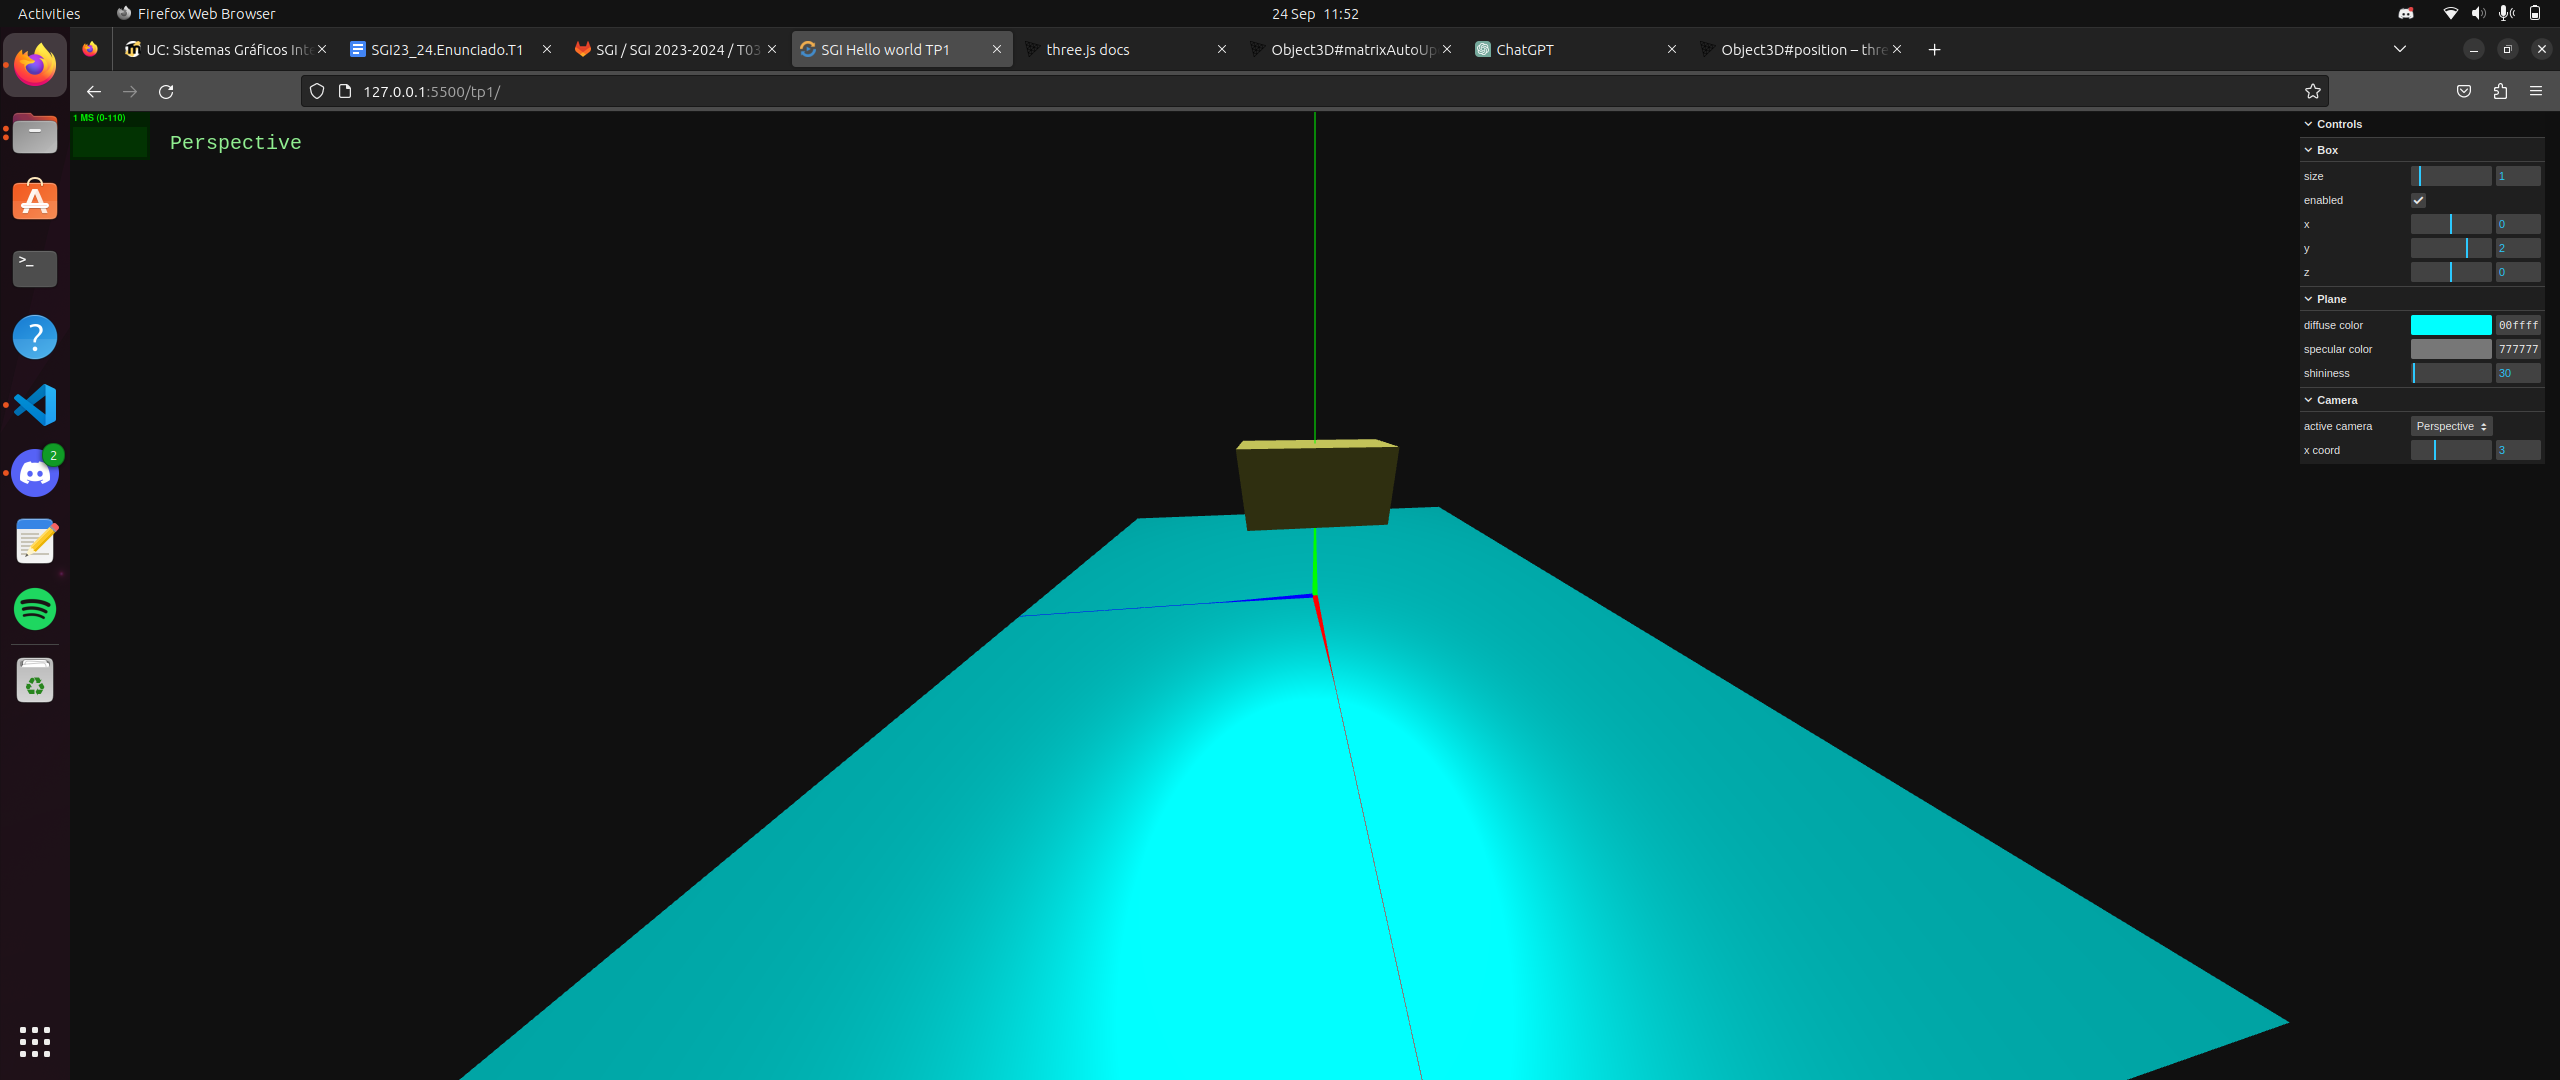 Activities
Firefox Web Browser
24 Sep 11:52
UC: Sistemas Gráficos Inte
SGI23_24.Enunciado.T1
SGI / SGI 2023-2024 / T03
SGI Hello world TP1
three.js docs
Object3D#matrixAutoUp
ChatGPT
Object3D#position – thre
127.0.0.1:5500/tp1/
1 MS (0-110)
Perspective
Controls
Box
size 1
enabled
x 0
y 2
z 0
Plane
diffuse color 00ffff
specular color 777777
shininess 30
Camera
active camera Perspective
x coord 3
>_
?
2